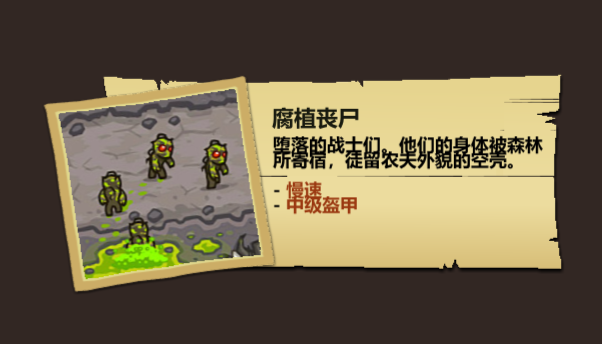 腐植丧尸
堕落的战士们。他们的身体被森林
所寄宿，徒留农夫外貌的空壳。
- 慢速
- 中级盔甲